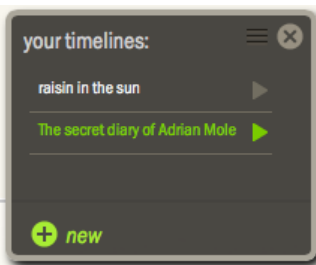 your timelines:
raisin in the sun
The secret diary of Adrian Mole
new